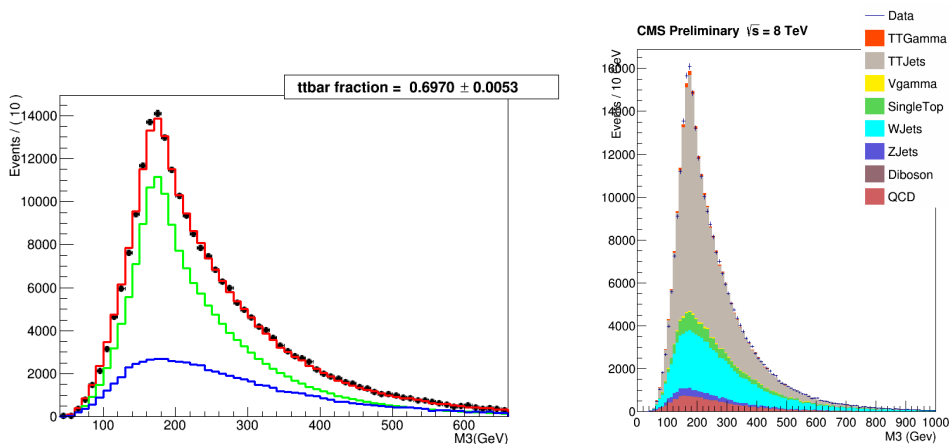 ttbar fraction = 0.6970 ± 0.0053
Events / ( 10 )
14000
12000
10000
8000
6000
4000
2000
0
100
200
300
400
500
600
M3(GeV)
CMS Preliminary √s = 8 TeV
Events / 10 GeV
16000
14000
12000
10000
8000
6000
4000
2000
0
0
100
200
300
400
500
600
700
800
900
1000
M3 (Gev)
Data
TTGamma
TTJets
Vgamma
SingleTop
WJets
ZJets
Diboson
QCD